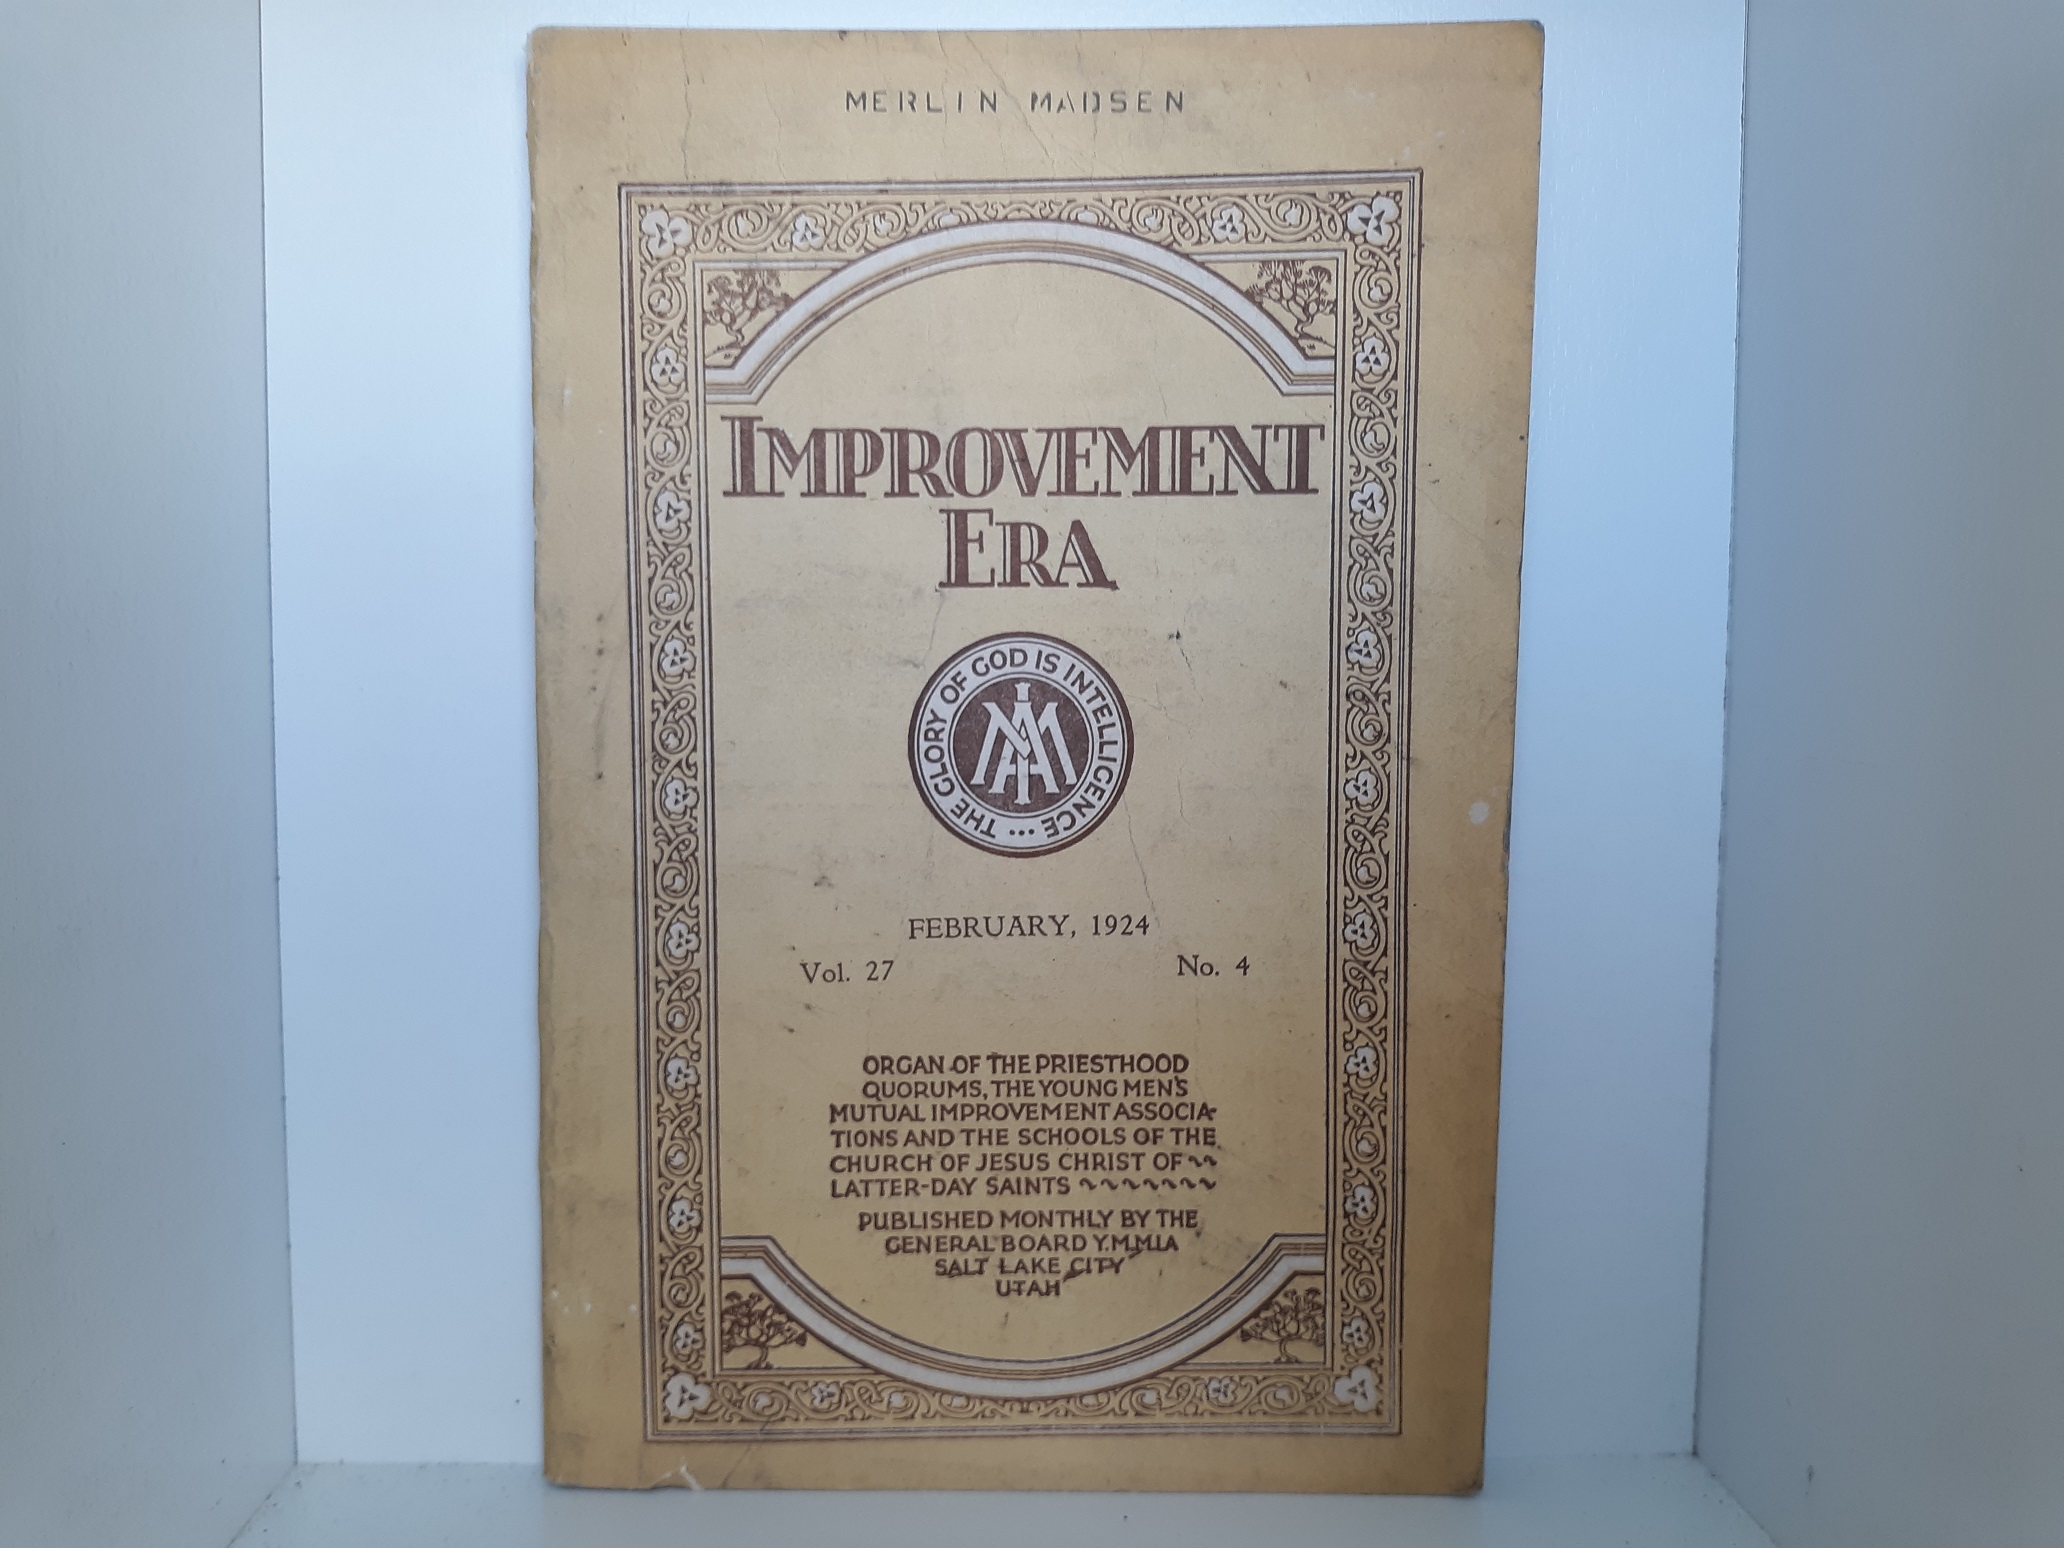 MERLIN MADSEN
IMPROVEMENT
ERA
THE GLORY OF GOD IS INTELLIGENCE...
MIA
FEBRUARY, 1924
Vol. 27 No. 4
ORGAN OF THE PRIESTHOOD
QUORUMS, THE YOUNG MEN'S
MUTUAL IMPROVEMENT ASSOCIA-
TIONS AND THE SCHOOLS OF THE
CHURCH OF JESUS CHRIST OF ~~
LATTER-DAY SAINTS ~~~~~~~
PUBLISHED MONTHLY BY THE
GENERAL BOARD Y.M.M.I.A
SALT LAKE CITY
UTAH